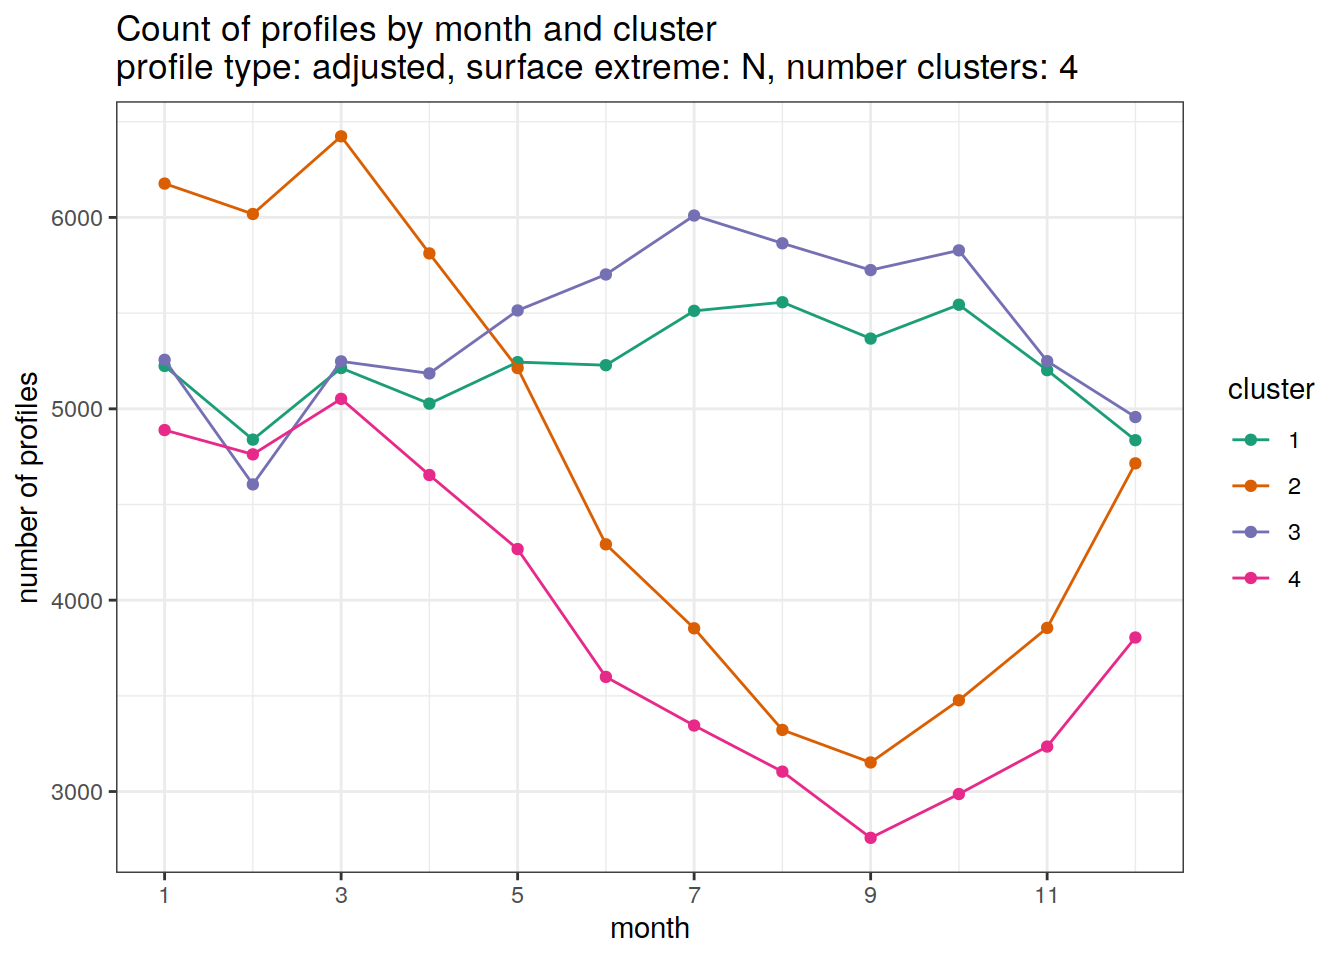 Count of profiles by month and cluster
profile type: adjusted, surface extreme: N, number clusters: 4
number of profiles
6000
5000
4000
3000
1 3 5 7 9 11
month
cluster
1
2
3
4